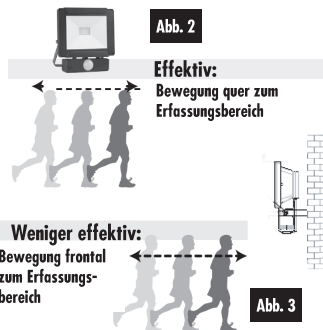 Abb. 2
Effektiv:
Bewegung quer zum
Erfassungsbereich
Weniger effektiv:
Bewegung frontal
zum Erfassungs-
bereich
Abb. 3